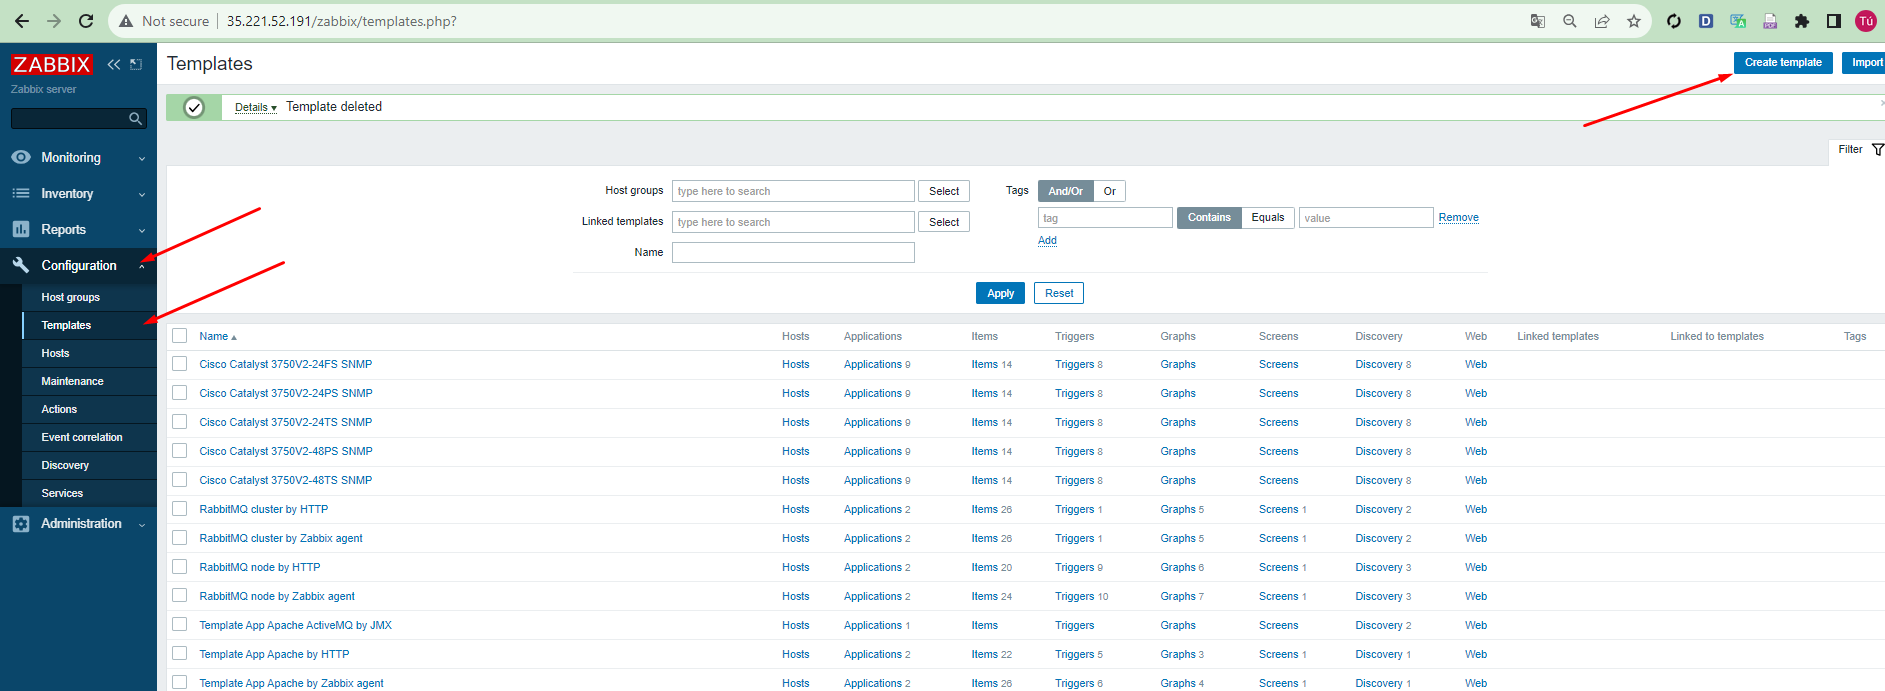 Not secure 35.221.52.191/zabbix/templates.php?
Tú
ZABBIX
Zabbix server
Monitoring
Inventory
Reports
Configuration
Host groups
Templates
Hosts
Maintenance
Actions
Event correlation
Discovery
Services
Administration
Templates
Create template Import
Details Template deleted
Filter
Host groups type here to search Select Tags And/Or Or
Linked templates type here to search Select tag Contains Equals value Remove
Add
Name
Apply Reset
Name Hosts Applications Items Triggers Graphs Screens Discovery Web Linked templates Linked to templates Tags
Cisco Catalyst 3750V2-24FS SNMP Hosts Applications 9 Items 14 Triggers 8 Graphs Screens Discovery 8 Web
Cisco Catalyst 3750V2-24PS SNMP Hosts Applications 9 Items 14 Triggers 8 Graphs Screens Discovery 8 Web
Cisco Catalyst 3750V2-24TS SNMP Hosts Applications 9 Items 14 Triggers 8 Graphs Screens Discovery 8 Web
Cisco Catalyst 3750V2-48PS SNMP Hosts Applications 9 Items 14 Triggers 8 Graphs Screens Discovery 8 Web
Cisco Catalyst 3750V2-48TS SNMP Hosts Applications 9 Items 14 Triggers 8 Graphs Screens Discovery 8 Web
RabbitMQ cluster by HTTP Hosts Applications 2 Items 26 Triggers 1 Graphs 5 Screens 1 Discovery 2 Web
RabbitMQ cluster by Zabbix agent Hosts Applications 2 Items 26 Triggers 1 Graphs 5 Screens 1 Discovery 2 Web
RabbitMQ node by HTTP Hosts Applications 2 Items 20 Triggers 9 Graphs 6 Screens 1 Discovery 3 Web
RabbitMQ node by Zabbix agent Hosts Applications 2 Items 24 Triggers 10 Graphs 7 Screens 1 Discovery 3 Web
Template App Apache ActiveMQ by JMX Hosts Applications 1 Items Triggers Graphs Screens Discovery 2 Web
Template App Apache by HTTP Hosts Applications 2 Items 22 Triggers 5 Graphs 3 Screens 1 Discovery 1 Web
Template App Apache by Zabbix agent Hosts Applications 2 Items 26 Triggers 6 Graphs 4 Screens 1 Discovery 1 Web